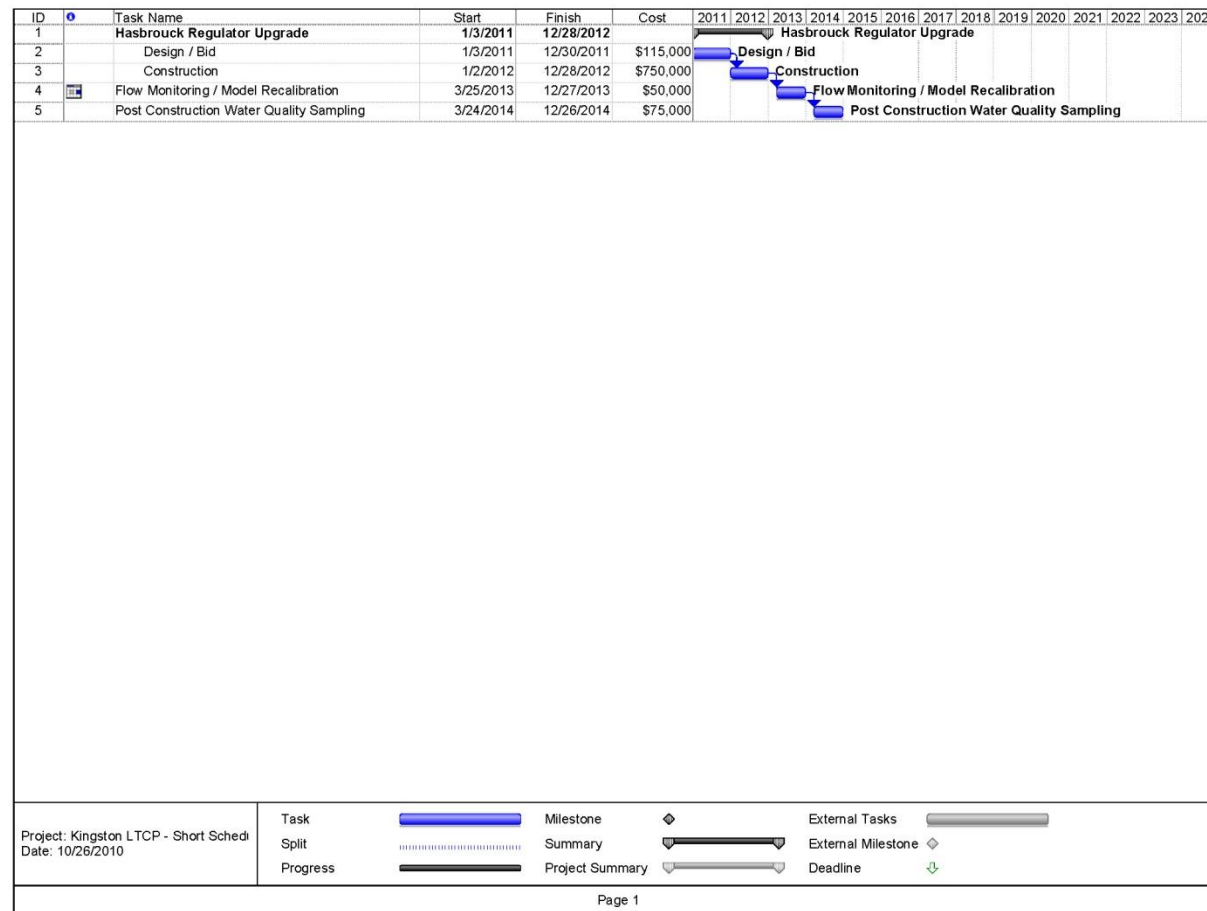 ID Task Name Start Finish Cost 2011 2012 2013 2014 2015 2016 2017 2018 2019 2020 2021 2022 2023 202
1 Hasbrouck Regulator Upgrade 1/3/2011 12/28/2012 Hasbrouck Regulator Upgrade
2 Design / Bid 1/3/2011 12/30/2011 $115,000 Design / Bid
3 Construction 1/2/2012 12/28/2012 $750,000 Construction
4 Flow Monitoring / Model Recalibration 3/25/2013 12/27/2013 $50,000 Flow Monitoring / Model Recalibration
5 Post Construction Water Quality Sampling 3/24/2014 12/26/2014 $75,000 Post Construction Water Quality Sampling
Project: Kingston LTCP - Short Schedu
Date: 10/26/2010
Task Milestone External Tasks
Split Summary External Milestone
Progress Project Summary Deadline
Page 1